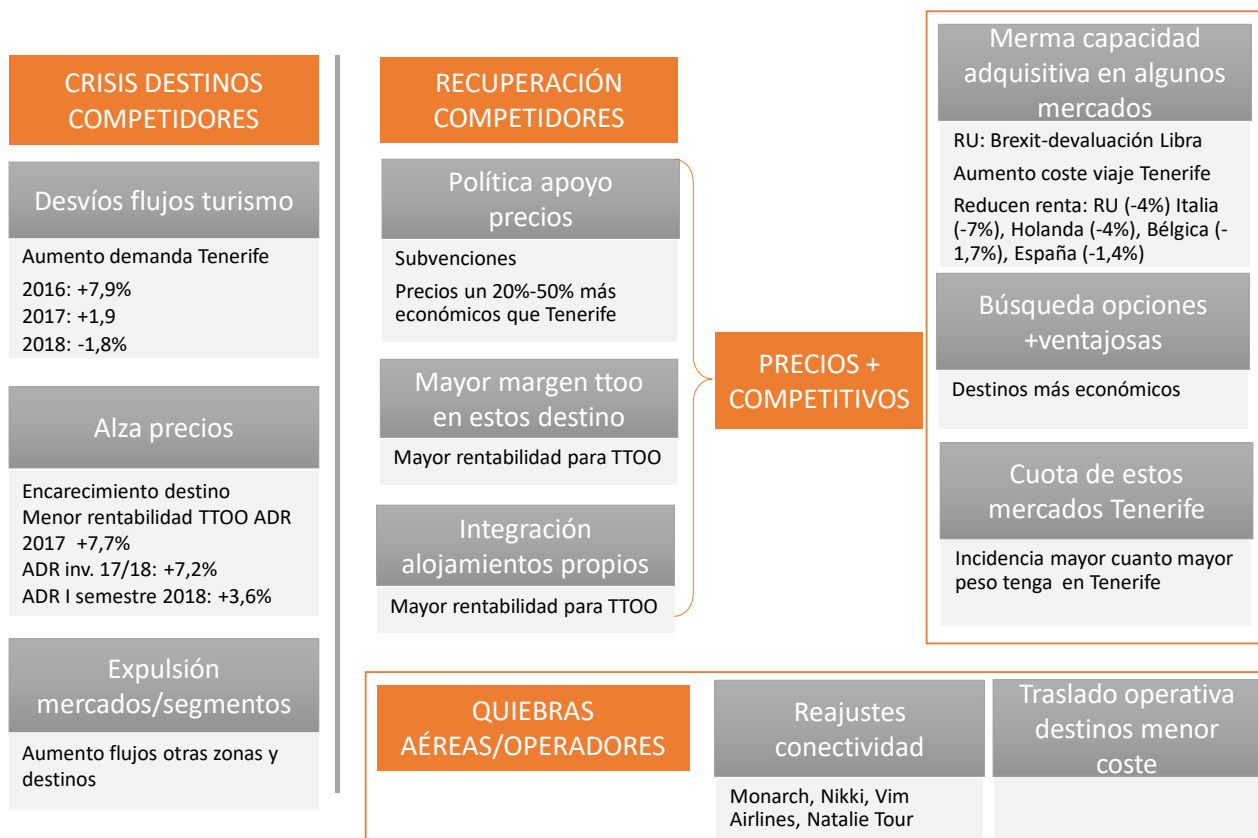 CRISIS DESTINOS
COMPETIDORES
Desvíos flujos turismo
Aumento demanda Tenerife
2016: +7,9%
2017: +1,9
2018: -1,8%
Alza precios
Encarecimiento destino
Menor rentabilidad TTOO ADR
2017 +7,7%
ADR inv. 17/18: +7,2%
ADR I semestre 2018: +3,6%
Expulsión
mercados/segmentos
Aumento flujos otras zonas y
destinos
RECUPERACIÓN
COMPETIDORES
Política apoyo
precios
Subvenciones
Precios un 20%-50% más
económicos que Tenerife
Mayor margen ttoo
en estos destino
Mayor rentabilidad para TTOO
Integración
alojamientos propios
Mayor rentabilidad para TTOO
PRECIOS +
COMPETITIVOS
Merma capacidad
adquisitiva en algunos
mercados
RU: Brexit-devaluación Libra
Aumento coste viaje Tenerife
Reducen renta: RU (-4%) Italia
(-7%), Holanda (-4%), Bélgica (-
1,7%), España (-1,4%)
Búsqueda opciones
+ventajosas
Destinos más económicos
Cuota de estos
mercados Tenerife
Incidencia mayor cuanto mayor
peso tenga en Tenerife
QUIEBRAS
AÉREAS/OPERADORES
Reajustes
conectividad
Monarch, Nikki, Vim
Airlines, Natalie Tour
Traslado operativa
destinos menor
coste